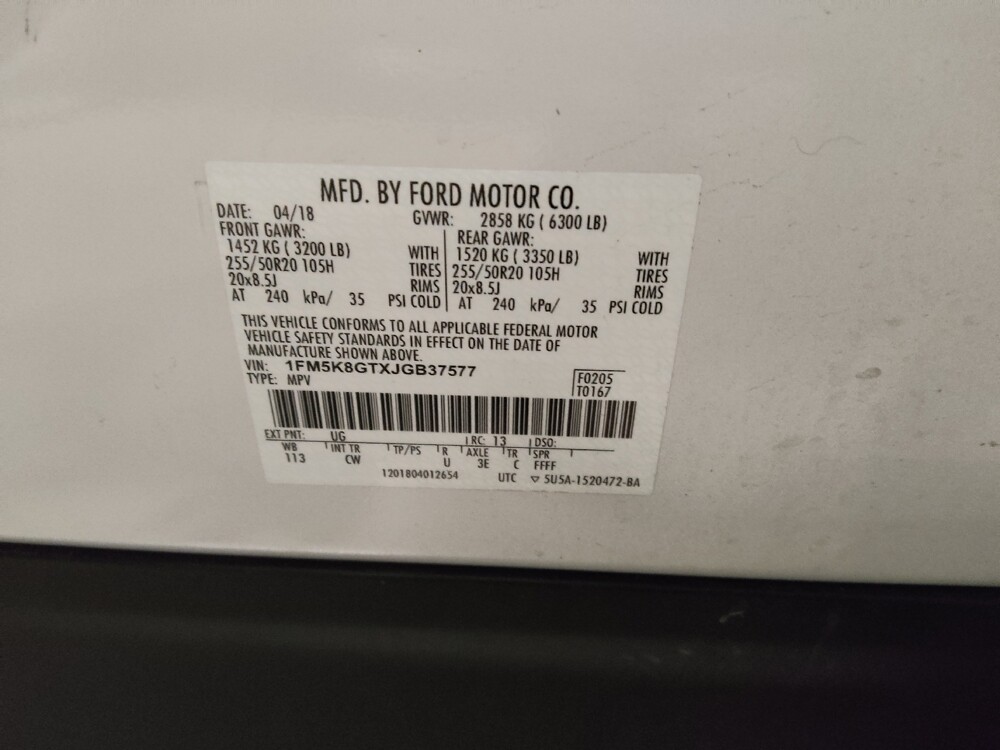 MFD. BY FORD MOTOR CO.
DATE: 04/18 GVWR: 2858 KG ( 6300 LB)
FRONT GAWR: REAR GAWR:
1452 KG ( 3200 LB) WITH 1520 KG ( 3350 LB) WITH
255/50R20 105H TIRES 255/50R20 105H TIRES
20x8.5J RIMS 20x8.5J RIMS
AT 240 kPa/ 35 PSI COLD AT 240 kPa/ 35 PSI COLD
THIS VEHICLE CONFORMS TO ALL APPLICABLE FEDERAL MOTOR
VEHICLE SAFETY STANDARDS IN EFFECT ON THE DATE OF
MANUFACTURE SHOWN ABOVE.
VIN: 1FM5K8GTXJGB37577
TYPE: MPV
F0205
T0167
EXT PNT: UG RC: 13 DSO:
WB INT TR TP/PS R AXLE TR SPR
113 CW U 3E C FFFF
1201804012654 UTC ▽ 5U5A-1520472-BA